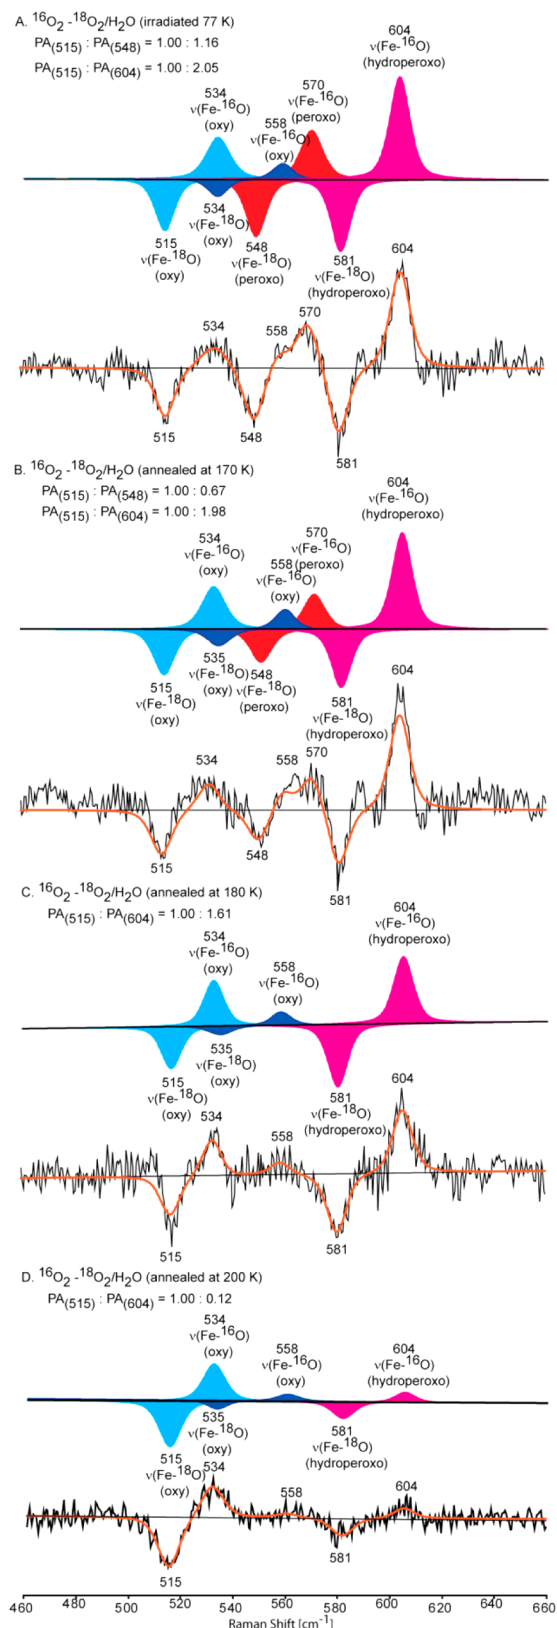 A. ¹⁶O₂ -¹⁸O₂/H₂O (irradiated 77 K)
PA(515) : PA(548) = 1.00 : 1.16
PA(515) : PA(604) = 1.00 : 2.05
604
ν(Fe-¹⁶O)
(hydroperoxo)
534
ν(Fe-¹⁶O)
(oxy)
570
ν(Fe-¹⁶O)
(peroxo)
558
ν(Fe-¹⁶O)
(oxy)
515
ν(Fe-¹⁸O)
(oxy)
534
ν(Fe-¹⁸O)
(oxy)
548
ν(Fe-¹⁸O)
(peroxo)
581
ν(Fe-¹⁸O)
(hydroperoxo)
604
534
558
570
515
548
581
B. ¹⁶O₂ -¹⁸O₂/H₂O (annealed at 170 K)
PA(515) : PA(548) = 1.00 : 0.67
PA(515) : PA(604) = 1.00 : 1.98
604
ν(Fe-¹⁶O)
(hydroperoxo)
534
ν(Fe-¹⁶O)
(oxy)
570
ν(Fe-¹⁶O)
(peroxo)
558
ν(Fe-¹⁶O)
(oxy)
515
ν(Fe-¹⁸O)
(oxy)
535
ν(Fe-¹⁸O)
(oxy)
548
ν(Fe-¹⁸O)
(peroxo)
581
ν(Fe-¹⁸O)
(hydroperoxo)
604
534
558
570
515
548
581
C. ¹⁶O₂ -¹⁸O₂/H₂O (annealed at 180 K)
PA(515) : PA(604) = 1.00 : 1.61
604
ν(Fe-¹⁶O)
(hydroperoxo)
534
ν(Fe-¹⁶O)
(oxy)
558
ν(Fe-¹⁶O)
(oxy)
515
ν(Fe-¹⁸O)
(oxy)
535
ν(Fe-¹⁸O)
(oxy)
581
ν(Fe-¹⁸O)
(hydroperoxo)
604
534
558
515
581
D. ¹⁶O₂ -¹⁸O₂/H₂O (annealed at 200 K)
PA(515) : PA(604) = 1.00 : 0.12
534
ν(Fe-¹⁶O)
(oxy)
558
ν(Fe-¹⁶O)
(oxy)
604
ν(Fe-¹⁶O)
(hydroperoxo)
515
ν(Fe-¹⁸O)
(oxy)
535
ν(Fe-¹⁸O)
(oxy)
581
ν(Fe-¹⁸O)
(hydroperoxo)
534
558
604
515
581
460 480 500 520 540 560 580 600 620 640 660
Raman Shift [cm⁻¹]